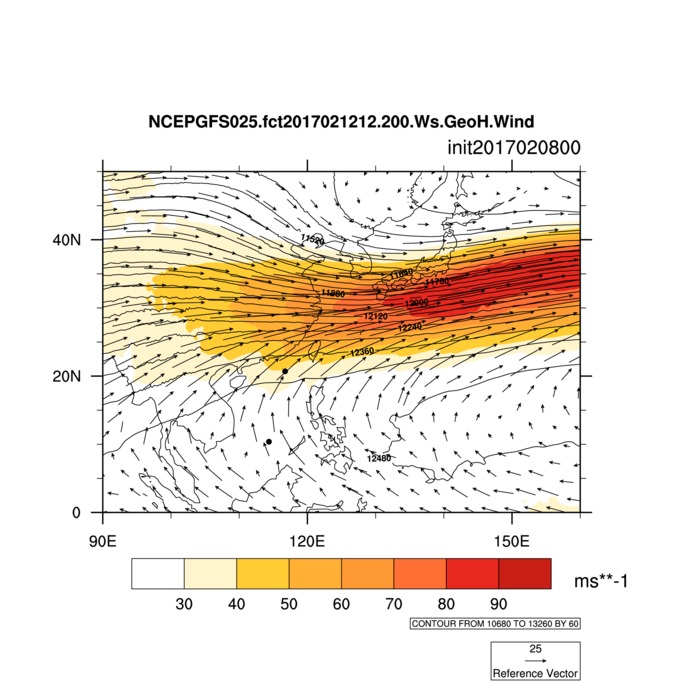 NCEPGFS025.fct2017021212.200.Ws.GeoH.Wind
init2017020800
40N
20N
0
11520
11640
11760
11880
12000
12120
12240
12360
12480
90E 120E 150E
30 40 50 60 70 80 90
ms**-1
CONTOUR FROM 10680 TO 13260 BY 60
25
Reference Vector